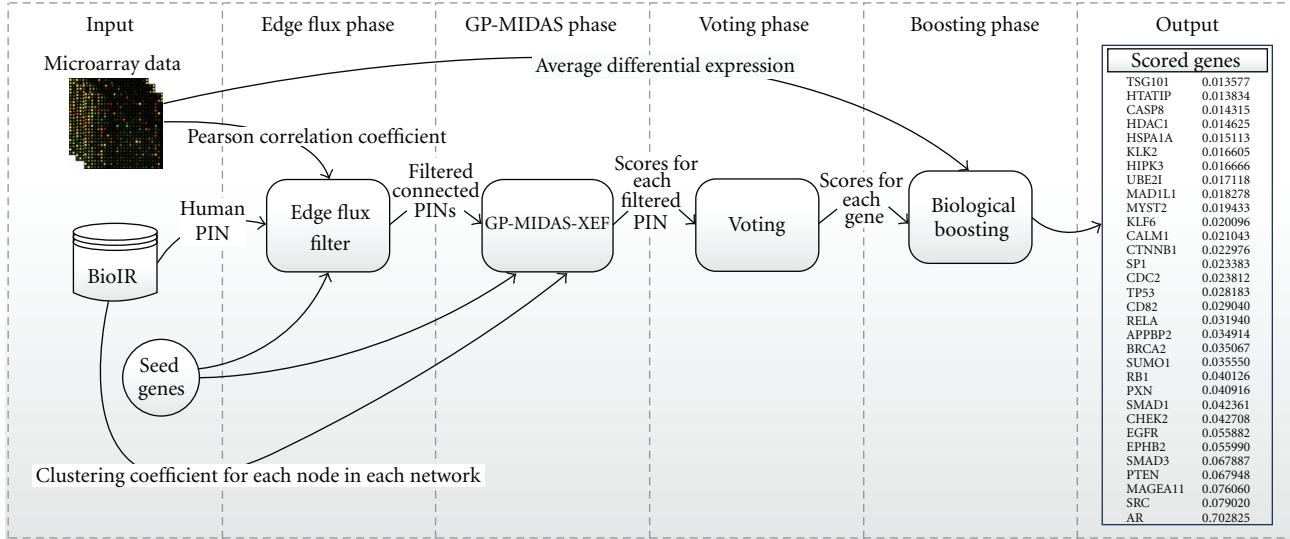 Input
Edge flux phase
GP-MIDAS phase
Voting phase
Boosting phase
Output
Microarray data
Average differential expression
Pearson correlation coefficient
Human
PIN
BioIR
Seed
genes
Edge flux
filter
Filtered
connected
PINs
GP-MIDAS-XEF
Scores for
each
filtered
PIN
Voting
Scores for
each
gene
Biological
boosting
Clustering coefficient for each node in each network
Scored genes
TSG101 0.013577
HTATIP 0.013834
CASP8 0.014315
HDAC1 0.014625
HSPA1A 0.015113
KLK2 0.016605
HIPK3 0.016666
UBE2I 0.017118
MAD1L1 0.018278
MYST2 0.019433
KLF6 0.020096
CALM1 0.021043
CTNNB1 0.022976
SP1 0.023383
CDC2 0.023812
TP53 0.028183
CD82 0.029040
RELA 0.031940
APPBP2 0.034914
BRCA2 0.035067
SUMO1 0.035550
RB1 0.040126
PXN 0.040916
SMAD1 0.042361
CHEK2 0.042708
EGFR 0.055882
EPHB2 0.055990
SMAD3 0.067887
PTEN 0.067948
MAGEA11 0.076060
SRC 0.079020
AR 0.702825